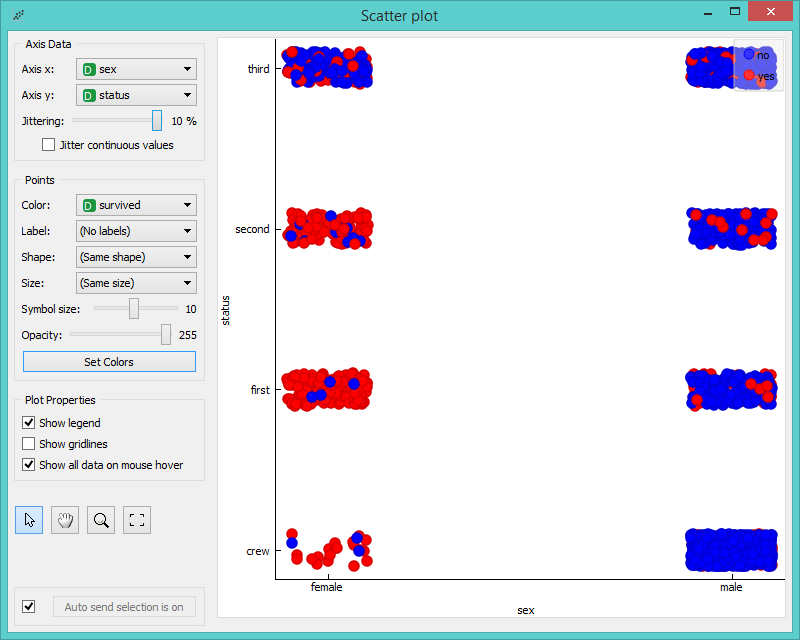 Scatter plot
Axis Data
Axis x: D sex
Axis y: D status
Jittering: 10 %
Jitter continuous values
Points
Color: D survived
Label: (No labels)
Shape: (Same shape)
Size: (Same size)
Symbol size: 10
Opacity: 255
Set Colors
Plot Properties
Show legend
Show gridlines
Show all data on mouse hover
Auto send selection is on
no
yes
third
second
first
crew
status
female
male
sex